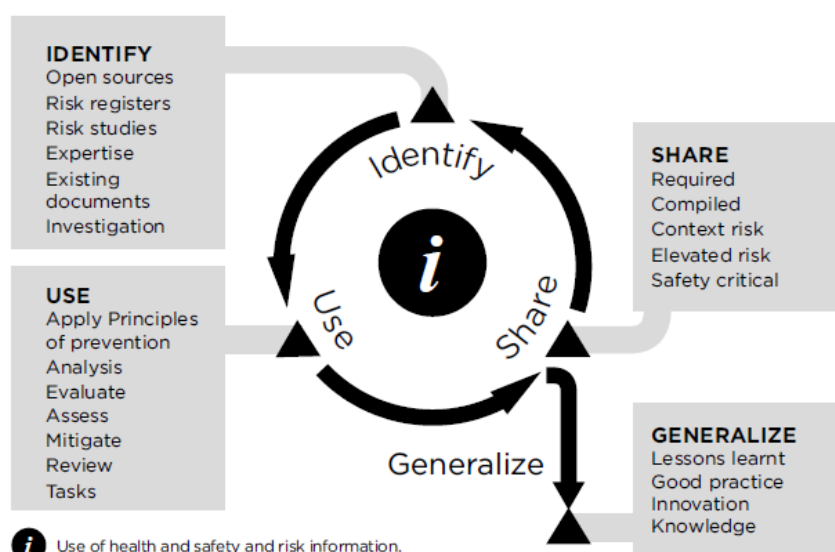 IDENTIFY
Open sources
Risk registers
Risk studies
Expertise
Existing
documents
Investigation
USE
Apply Principles
of prevention
Analysis
Evaluate
Assess
Mitigate
Review
Tasks
Identify
i
Use
Share
Generalize
SHARE
Required
Compiled
Context risk
Elevated risk
Safety critical
GENERALIZE
Lessons learnt
Good practice
Innovation
Knowledge
i Use of health and safety and risk information.